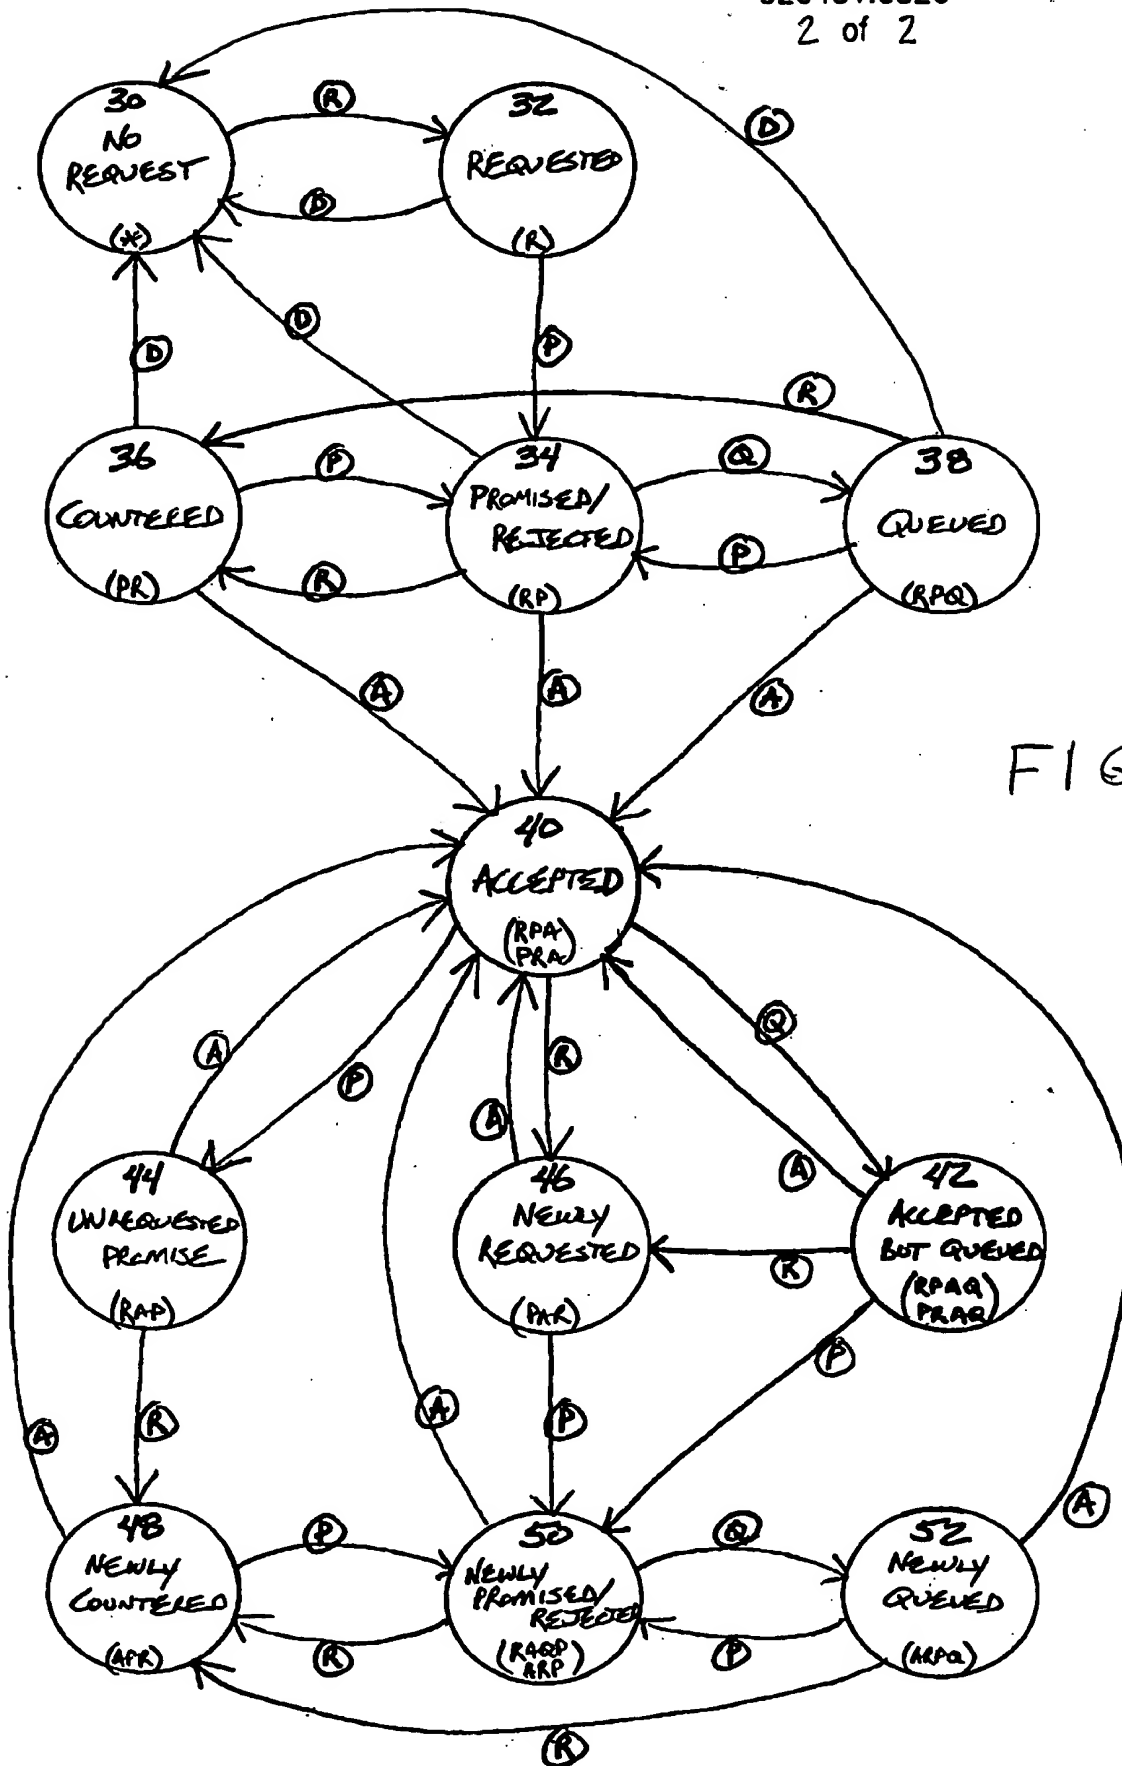 2 of 2
D
30
NO
REQUEST
(*)
R
32
REQUESTED
(R)
D
D
D
P
R
36
COUNTERED
(PR)
P
R
34
PROMISED/
REJECTED
(RP)
Q
P
38
QUEUED
(RPQ)
A
A
A
FIG
40
ACCEPTED
(RPA
PRA)
A
P
A
R
Q
A
44
UNREQUESTED
PROMISE
(RAP)
46
NEWLY
REQUESTED
(PAR)
42
ACCEPTED
BUT QUEUED
(RPAQ
PRAQ)
R
P
A
R
A
P
A
48
NEWLY
COUNTERED
(APR)
P
R
50
NEWLY
PROMISED/
REJECTED
(RAQP
ARP)
Q
P
52
NEWLY
QUEUED
(ARPQ)
R